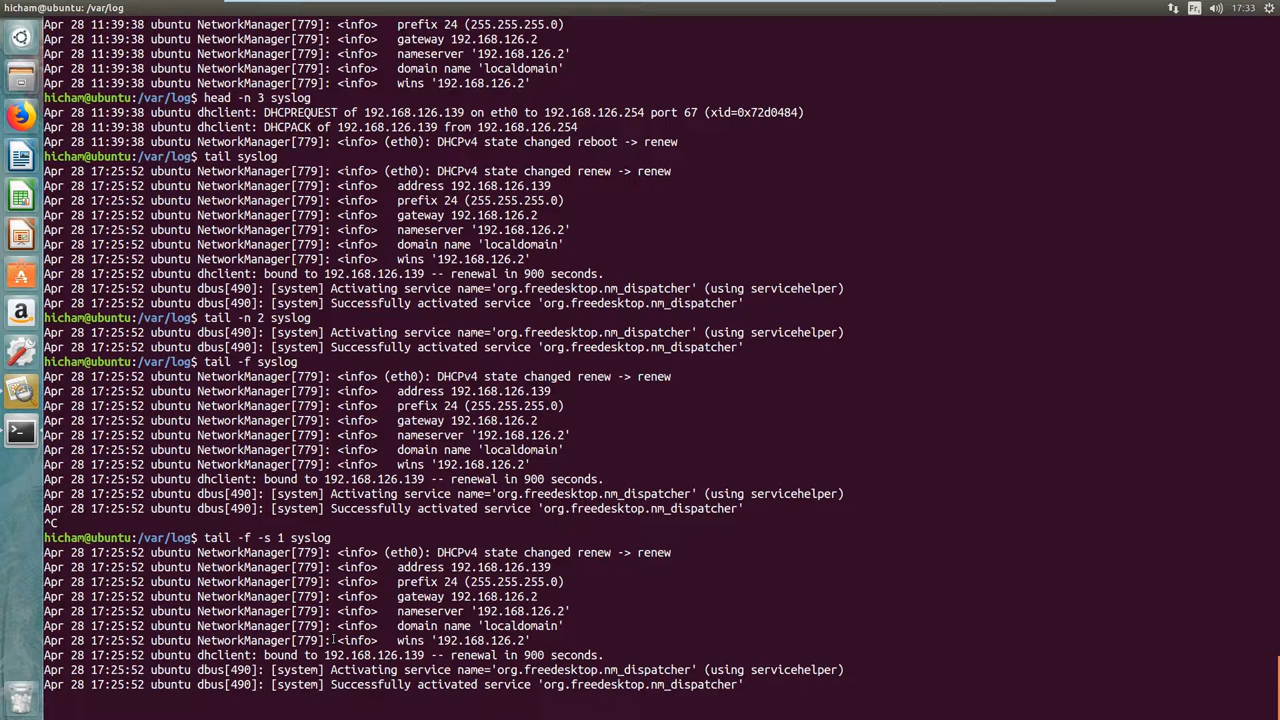 hicham@ubuntu: /var/log
Fr
17:33
Apr 28 11:39:38 ubuntu NetworkManager[779]: <info>   prefix 24 (255.255.255.0)
Apr 28 11:39:38 ubuntu NetworkManager[779]: <info>   gateway 192.168.126.2
Apr 28 11:39:38 ubuntu NetworkManager[779]: <info>   nameserver '192.168.126.2'
Apr 28 11:39:38 ubuntu NetworkManager[779]: <info>   domain name 'localdomain'
Apr 28 11:39:38 ubuntu NetworkManager[779]: <info>   wins '192.168.126.2'
hicham@ubuntu:/var/log$ head -n 3 syslog
Apr 28 11:39:38 ubuntu dhclient: DHCPREQUEST of 192.168.126.139 on eth0 to 192.168.126.254 port 67 (xid=0x72d0484)
Apr 28 11:39:38 ubuntu dhclient: DHCPACK of 192.168.126.139 from 192.168.126.254
Apr 28 11:39:38 ubuntu NetworkManager[779]: <info> (eth0): DHCPv4 state changed reboot -> renew
hicham@ubuntu:/var/log$ tail syslog
Apr 28 17:25:52 ubuntu NetworkManager[779]: <info> (eth0): DHCPv4 state changed renew -> renew
Apr 28 17:25:52 ubuntu NetworkManager[779]: <info>   address 192.168.126.139
Apr 28 17:25:52 ubuntu NetworkManager[779]: <info>   prefix 24 (255.255.255.0)
Apr 28 17:25:52 ubuntu NetworkManager[779]: <info>   gateway 192.168.126.2
Apr 28 17:25:52 ubuntu NetworkManager[779]: <info>   nameserver '192.168.126.2'
Apr 28 17:25:52 ubuntu NetworkManager[779]: <info>   domain name 'localdomain'
Apr 28 17:25:52 ubuntu NetworkManager[779]: <info>   wins '192.168.126.2'
Apr 28 17:25:52 ubuntu dhclient: bound to 192.168.126.139 -- renewal in 900 seconds.
Apr 28 17:25:52 ubuntu dbus[490]: [system] Activating service name='org.freedesktop.nm_dispatcher' (using servicehelper)
Apr 28 17:25:52 ubuntu dbus[490]: [system] Successfully activated service 'org.freedesktop.nm_dispatcher'
hicham@ubuntu:/var/log$ tail -n 2 syslog
Apr 28 17:25:52 ubuntu dbus[490]: [system] Activating service name='org.freedesktop.nm_dispatcher' (using servicehelper)
Apr 28 17:25:52 ubuntu dbus[490]: [system] Successfully activated service 'org.freedesktop.nm_dispatcher'
hicham@ubuntu:/var/log$ tail -f syslog
Apr 28 17:25:52 ubuntu NetworkManager[779]: <info> (eth0): DHCPv4 state changed renew -> renew
Apr 28 17:25:52 ubuntu NetworkManager[779]: <info>   address 192.168.126.139
Apr 28 17:25:52 ubuntu NetworkManager[779]: <info>   prefix 24 (255.255.255.0)
Apr 28 17:25:52 ubuntu NetworkManager[779]: <info>   gateway 192.168.126.2
Apr 28 17:25:52 ubuntu NetworkManager[779]: <info>   nameserver '192.168.126.2'
Apr 28 17:25:52 ubuntu NetworkManager[779]: <info>   domain name 'localdomain'
Apr 28 17:25:52 ubuntu NetworkManager[779]: <info>   wins '192.168.126.2'
Apr 28 17:25:52 ubuntu dhclient: bound to 192.168.126.139 -- renewal in 900 seconds.
Apr 28 17:25:52 ubuntu dbus[490]: [system] Activating service name='org.freedesktop.nm_dispatcher' (using servicehelper)
Apr 28 17:25:52 ubuntu dbus[490]: [system] Successfully activated service 'org.freedesktop.nm_dispatcher'
^C
hicham@ubuntu:/var/log$ tail -f -s 1 syslog
Apr 28 17:25:52 ubuntu NetworkManager[779]: <info> (eth0): DHCPv4 state changed renew -> renew
Apr 28 17:25:52 ubuntu NetworkManager[779]: <info>   address 192.168.126.139
Apr 28 17:25:52 ubuntu NetworkManager[779]: <info>   prefix 24 (255.255.255.0)
Apr 28 17:25:52 ubuntu NetworkManager[779]: <info>   gateway 192.168.126.2
Apr 28 17:25:52 ubuntu NetworkManager[779]: <info>   nameserver '192.168.126.2'
Apr 28 17:25:52 ubuntu NetworkManager[779]: <info>   domain name 'localdomain'
Apr 28 17:25:52 ubuntu NetworkManager[779]: <info>   wins '192.168.126.2'
Apr 28 17:25:52 ubuntu dhclient: bound to 192.168.126.139 -- renewal in 900 seconds.
Apr 28 17:25:52 ubuntu dbus[490]: [system] Activating service name='org.freedesktop.nm_dispatcher' (using servicehelper)
Apr 28 17:25:52 ubuntu dbus[490]: [system] Successfully activated service 'org.freedesktop.nm_dispatcher'